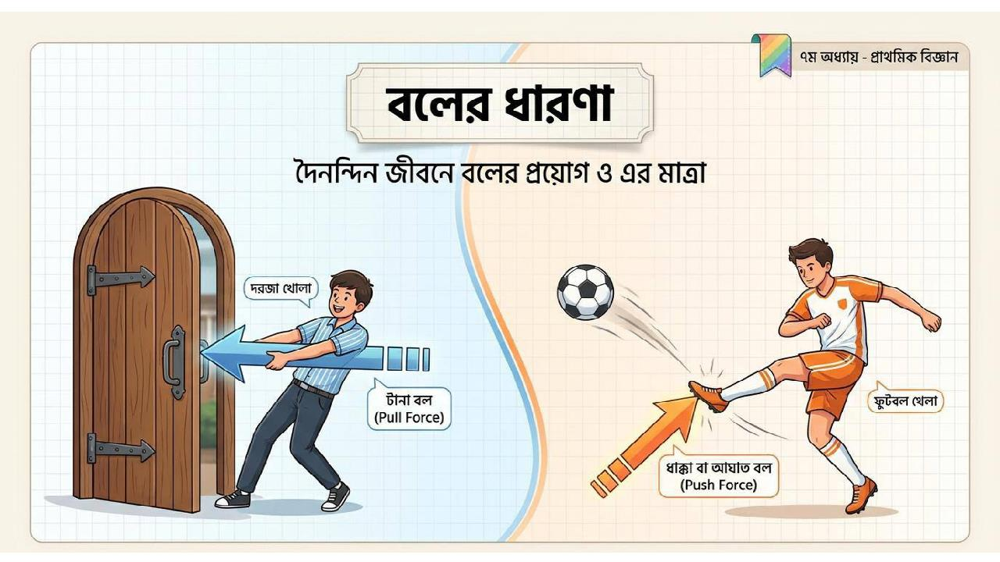 ৭ম অধ্যায় - প্রাথমিক বিজ্ঞান
বলের ধারণা
দৈনন্দিন জীবনে বলের প্রয়োগ ও এর মাত্রা
দরজা খোলা
টানা বল
(Pull Force)
ফুটবল খেলা
ধাক্কা বা আঘাত বল
(Push Force)